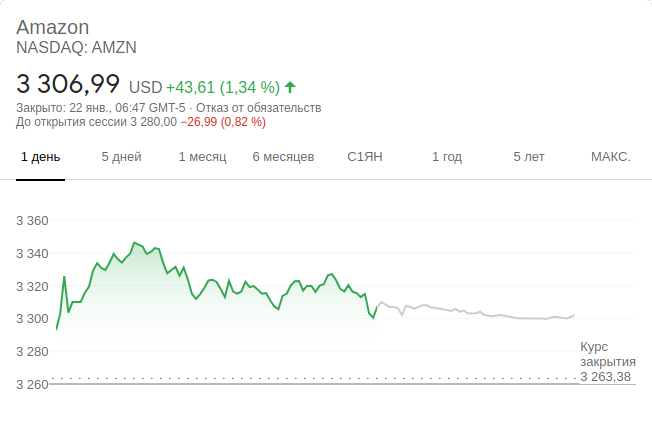 Amazon
NASDAQ: AMZN
3 306,99 USD +43,61 (1,34 %)
Закрыто: 22 янв., 06:47 GMT-5 · Отказ от обязательств
До открытия сессии 3 280,00 −26,99 (0,82 %)
1 день 5 дней 1 месяц 6 месяцев С1ЯН 1 год 5 лет МАКС.
3 360
3 340
3 320
3 300
3 280
3 260
Курс
закрытия
3 263,38